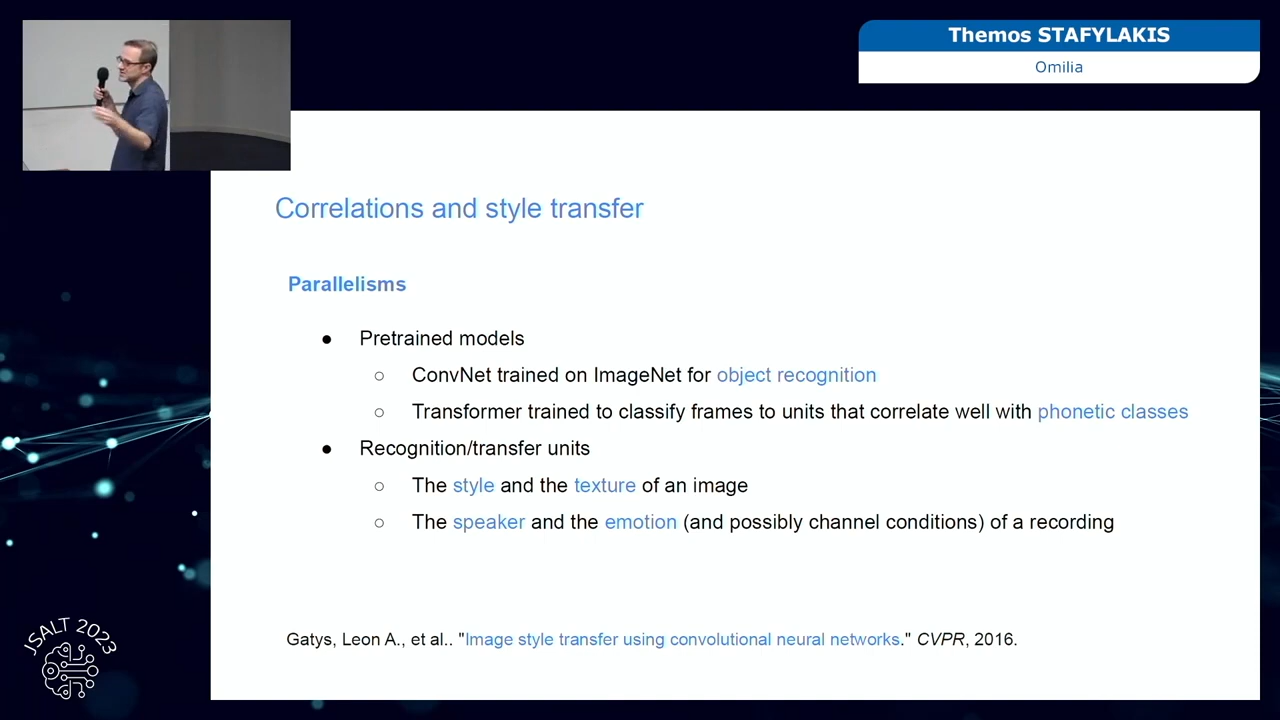 Themos STAFYLAKIS
Omilia
Correlations and style transfer
Parallelisms
● Pretrained models
○ ConvNet trained on ImageNet for object recognition
○ Transformer trained to classify frames to units that correlate well with phonetic classes
● Recognition/transfer units
○ The style and the texture of an image
○ The speaker and the emotion (and possibly channel conditions) of a recording
Gatys, Leon A., et al.. "Image style transfer using convolutional neural networks." CVPR, 2016.
JSALT 2023